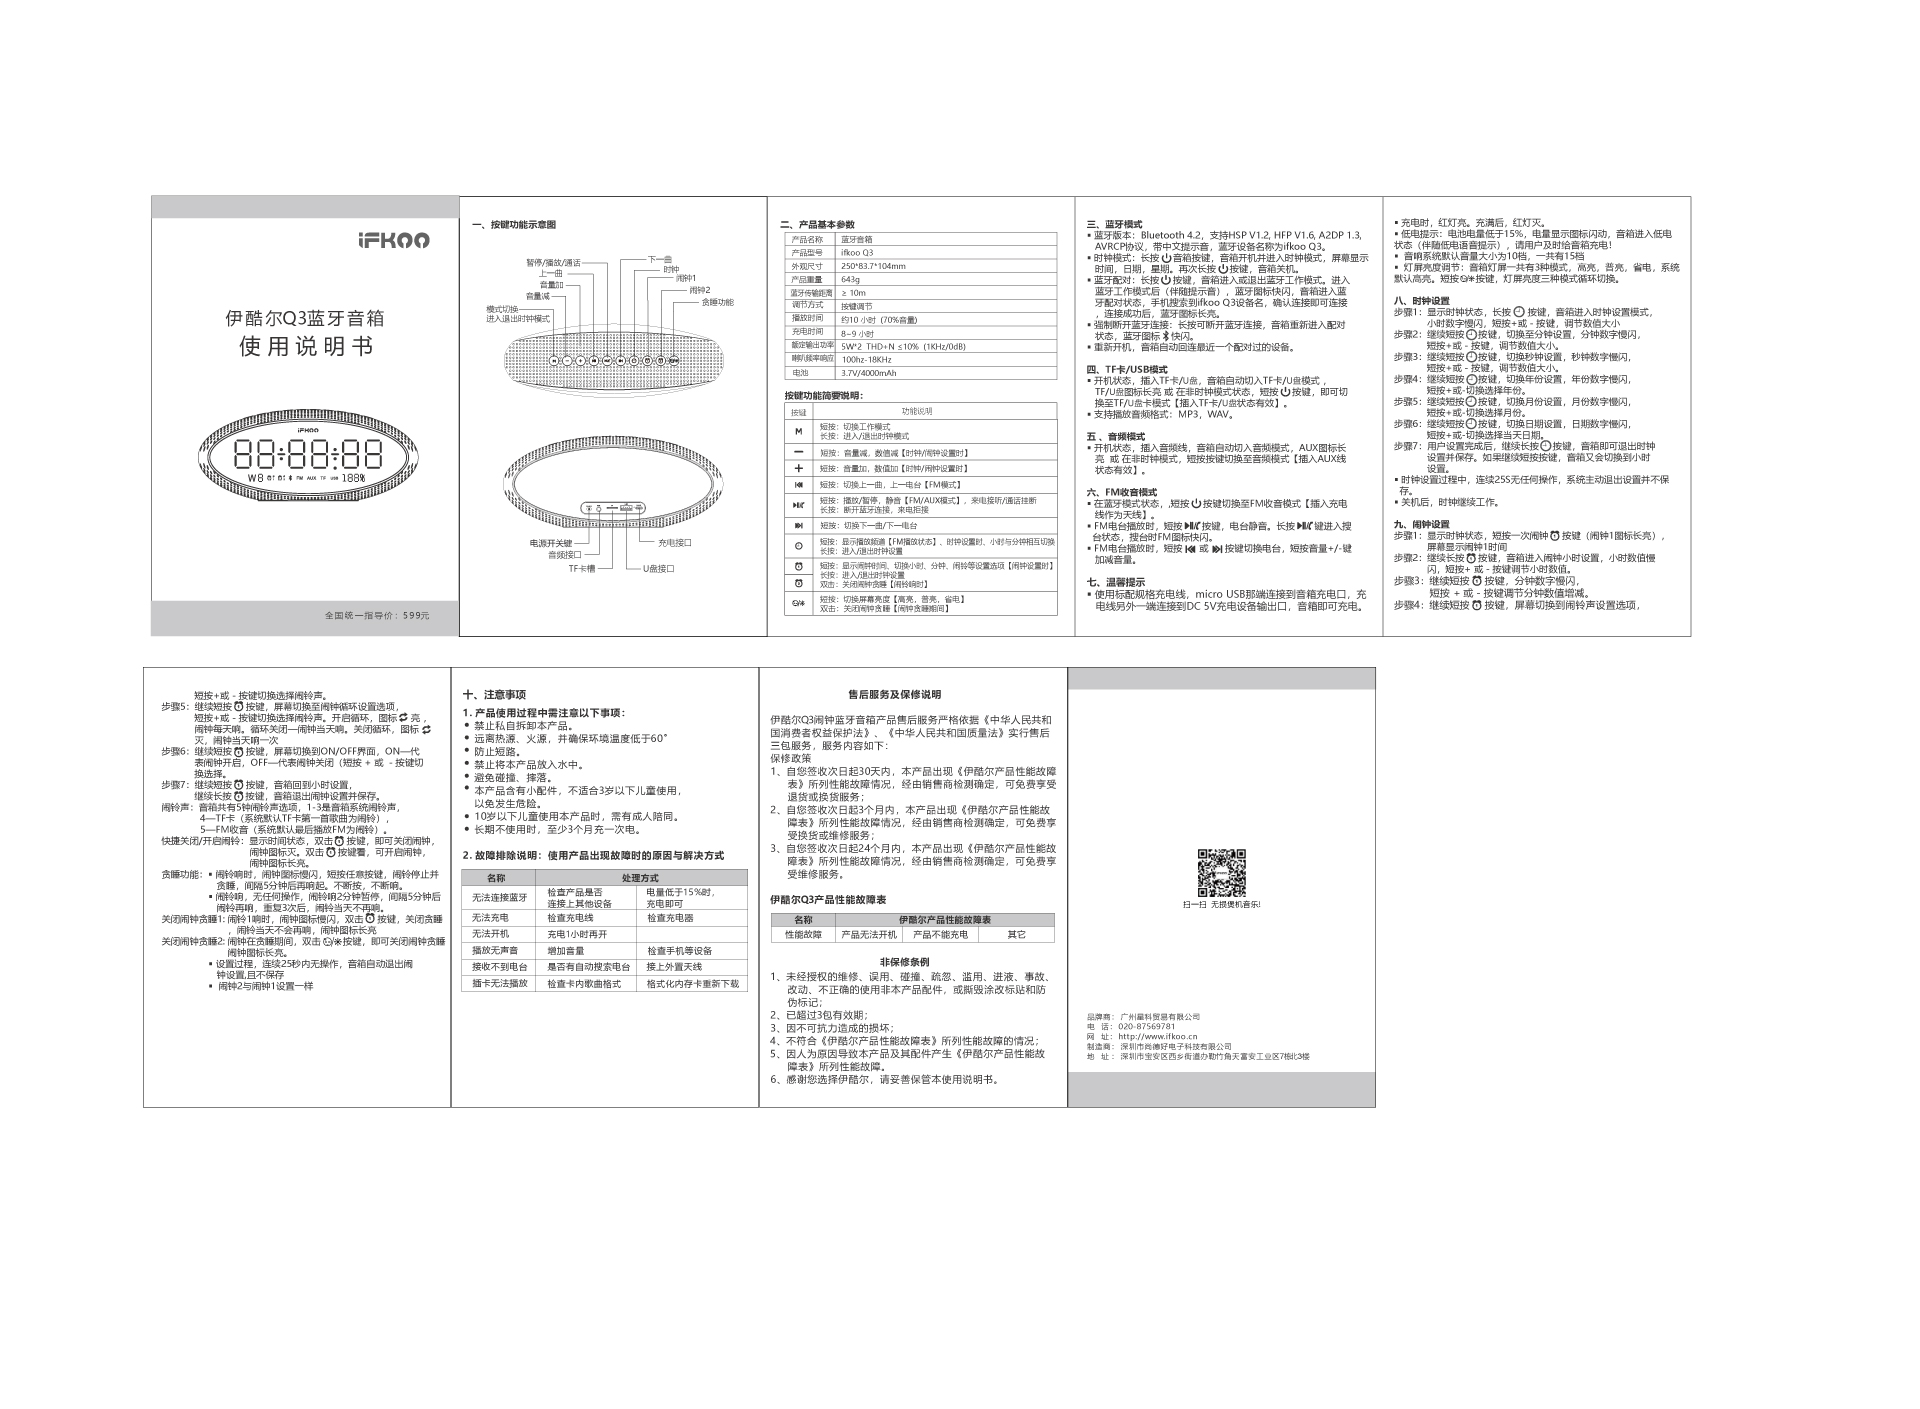 iFKOO
伊酷尔Q3蓝牙音箱
使用说明书
iFKOO
88:88:88
W8 FM AUX TF USB 188%
全国统一指导价：599元
一、按键功能示意图
暂停/播放/通话
上一曲
音量加
音量减
模式切换
进入退出时钟模式
下一曲
时钟
闹钟1
闹钟2
贪睡功能
电源开关键
音频接口
TF卡槽
U盘接口
充电接口
二、产品基本参数
产品名称 蓝牙音箱
产品型号 ifkoo Q3
外观尺寸 250*83.7*104mm
产品重量 643g
蓝牙传输距离 ≥ 10m
调节方式 按键调节
播放时间 约10 小时 (70%音量)
充电时间 8~9 小时
额定输出功率 5W*2 THD+N ≤10% (1KHz/0dB)
喇叭频率响应 100hz-18KHz
电池 3.7V/4000mAh
按键功能简要说明：
按键 功能说明
M 短按：切换工作模式
长按：进入/退出时钟模式
— 短按：音量减，数值减【时钟/闹钟设置时】
+ 短按：音量加、数值加【时钟/闹钟设置时】
短按：切换上一曲，上一电台【FM模式】
短按：播放/暂停，静音【FM/AUX模式】，来电接听/通话挂断
长按：断开蓝牙连接，来电拒接
短按：切换下一曲/下一电台
短按：显示播放频道【FM播放状态】、时钟设置时、小时与分钟相互切换
长按：进入/退出时钟设置
短按：显示闹钟时间、切换小时、分钟、闹铃等设置选项【闹钟设置时】
长按：进入/退出时钟设置
双击：关闭闹钟贪睡【闹铃响时】
短按：切换屏幕亮度【高亮，普亮，省电】
双击：关闭闹钟贪睡【闹钟贪睡期间】
三、蓝牙模式
▪ 蓝牙版本：Bluetooth 4.2，支持HSP V1.2, HFP V1.6, A2DP 1.3,
AVRCP协议，带中文提示音，蓝牙设备名称为ifkoo Q3。
▪ 时钟模式：长按⏻音箱按键，音箱开机并进入时钟模式，屏幕显示
时间，日期，星期。再次长按⏻按键，音箱关机。
▪ 蓝牙配对：长按⏻按键，音箱进入或退出蓝牙工作模式。进入
蓝牙工作模式后（伴随提示音），蓝牙图标快闪，音箱进入蓝
牙配对状态，手机搜索到ifkoo Q3设备名，确认连接即可连接
，连接成功后，蓝牙图标长亮。
▪ 强制断开蓝牙连接：长按可断开蓝牙连接，音箱重新进入配对
状态，蓝牙图标快闪。
▪ 重新开机，音箱自动回连最近一个配对过的设备。
四、TF卡/USB模式
▪ 开机状态，插入TF卡/U盘，音箱自动切入TF卡/U盘模式，
TF/U盘图标长亮 或 在非时钟模式状态，短按⏻按键，即可切
换至TF/U盘卡模式【插入TF卡/U盘状态有效】。
▪ 支持播放音频格式：MP3，WAV。
五 、音频模式
▪ 开机状态，插入音频线，音箱自动切入音频模式，AUX图标长
亮 或 在非时钟模式，短按按键切换至音频模式【插入AUX线
状态有效】。
六、FM收音模式
▪ 在蓝牙模式状态，.短按⏻按键切换至FM收音模式【插入充电
线作为天线】。
▪ FM电台播放时，短按按键，电台静音。长按键进入搜
台状态，搜台时FM图标快闪。
▪ FM电台播放时，短按 ⏮ 或 ⏭ 按键切换电台，短按音量+/-键
加减音量。
七、温馨提示
▪ 使用标配规格充电线，micro USB那端连接到音箱充电口，充
电线另外一端连接到DC 5V充电设备输出口，音箱即可充电。
▪ 充电时，红灯亮。充满后，红灯灭。
▪ 低电提示：电池电量低于15%，电量显示图标闪动，音箱进入低电
状态（伴随低电语音提示），请用户及时给音箱充电！
▪ 音响系统默认音量大小为10档，一共有15档
▪ 灯屏亮度调节：音箱灯屏一共有3种模式，高亮，普亮，省电，系统
默认高亮。短按按键，灯屏亮度三种模式循环切换。
八、时钟设置
步骤1：显示时钟状态，长按按键，音箱进入时钟设置模式，
小时数字慢闪，短按+或 - 按键，调节数值大小
步骤2：继续短按按键，切换至分钟设置，分钟数字慢闪，
短按+或 - 按键，调节数值大小。
步骤3：继续短按按键，切换秒钟设置，秒钟数字慢闪，
短按+或 - 按键，调节数值大小。
步骤4：继续短按按键，切换年份设置，年份数字慢闪，
短按+或-切换选择年份。
步骤5：继续短按按键，切换月份设置，月份数字慢闪，
短按+或-切换选择月份。
步骤6：继续短按切换日期设置，日期数字慢闪，
短按+或-切换选择当天日期。
步骤7：用户设置完成后，继续长按按键，音箱即可退出时钟
设置并保存。如果继续短按按键，音箱又会切换到小时
设置。
▪ 时钟设置过程中，连续25S无任何操作，系统主动退出设置并不保
存。
▪ 关机后，时钟继续工作。
九、闹钟设置
步骤1：显示时钟状态，短按一次闹钟⏰按键（闹钟1图标长亮），
屏幕显示闹钟1时间
步骤2：继续长按⏰按键，音箱进入闹钟小时设置，小时数值慢
闪，短按+ 或 - 按键调节小时数值。
步骤3：继续短按⏰按键，分钟数字慢闪，
短按 + 或 - 按键调节分钟数值增减。
步骤4：继续短按⏰按键，屏幕切换到闹铃声设置选项，
短按+或 - 按键切换选择闹铃声。
步骤5：继续短按⏰按键，屏幕切换至闹钟循环设置选项，
短按+或 - 按键切换选择闹铃声。开启循环，图标亮 ，
闹钟每天响。循环关闭—闹钟当天响。关闭循环，图标
灭，闹钟当天响一次
步骤6：继续短按⏰按键，屏幕切换到ON/OFF界面，ON—代
表闹钟开启，OFF—代表闹钟关闭（短按 + 或 - 按键切
换选择。
步骤7：继续短按⏰按键，音箱回到小时设置，
继续长按⏰按键，音箱退出闹钟设置并保存。
闹铃声：音箱共有5钟闹铃声选项，1-3是音箱系统闹铃声，
4—TF卡（系统默认TF卡第一首歌曲为闹铃），
5—FM收音（系统默认最后播放FM为闹铃）。
快捷关闭/开启闹铃：显示时间状态，双击⏰按键，即可关闭闹钟，
闹钟图标灭。双击⏰按键看，可开启闹钟，
闹钟图标长亮。
贪睡功能：▪ 闹铃响时，闹钟图标慢闪，短按任意按键，闹铃停止并
贪睡，间隔5分钟后再响起。不断按，不断响。
▪ 闹铃响，无任何操作，闹铃响2分钟暂停，间隔5分钟后
闹铃再响，重复3次后，闹铃当天不再响。
关闭闹钟贪睡1: 闹铃1响时，闹钟图标慢闪，双击⏰按键，关闭贪睡
，闹铃当天不会再响，闹钟图标长亮
关闭闹钟贪睡2: 闹钟在贪睡期间，双击按键，即可关闭闹钟贪睡
闹钟图标长亮。
▪ 设置过程，连续25秒内无操作，音箱自动退出闹
钟设置,且不保存
▪ 闹钟2与闹钟1设置一样
十、注意事项
1. 产品使用过程中需注意以下事项：
• 禁止私自拆卸本产品。
• 远离热源、火源，并确保环境温度低于60°
• 防止短路。
• 禁止将本产品放入水中。
• 避免碰撞、摔落。
• 本产品含有小配件，不适合3岁以下儿童使用，
以免发生危险。
• 10岁以下儿童使用本产品时，需有成人陪同。
• 长期不使用时，至少3个月充一次电。
2. 故障排除说明：使用产品出现故障时的原因与解决方式
名称 处理方式
无法连接蓝牙 检查产品是否连接上其他设备 电量低于15%时，充电即可
无法充电 检查充电线 检查充电器
无法开机 充电1小时再开
播放无声音 增加音量 检查手机等设备
接收不到电台 是否有自动搜索电台 接上外置天线
插卡无法播放 检查卡内歌曲格式 格式化内存卡重新下载
售后服务及保修说明
伊酷尔Q3闹钟蓝牙音箱产品售后服务严格依据《中华人民共和
国消费者权益保护法》、《中华人民共和国质量法》实行售后
三包服务，服务内容如下：
保修政策
1、自您签收次日起30天内，本产品出现《伊酷尔产品性能故障
表》所列性能故障情况，经由销售商检测确定，可免费享受
退货或换货服务；
2、自您签收次日起3个月内，本产品出现《伊酷尔产品性能故
障表》所列性能故障情况，经由销售商检测确定，可免费享
受换货或维修服务；
3、自您签收次日起24个月内，本产品出现《伊酷尔产品性能故
障表》所列性能故障情况，经由销售商检测确定，可免费享
受维修服务。
伊酷尔Q3产品性能故障表
名称 伊酷尔产品性能故障表
性能故障 产品无法开机 产品不能充电 其它
非保修条例
1、未经授权的维修、误用、碰撞、疏忽、滥用、进液、事故、
改动、不正确的使用非本产品配件，或撕毁涂改标贴和防
伪标记；
2、已超过3包有效期；
3、因不可抗力造成的损坏；
4、不符合《伊酷尔产品性能故障表》所列性能故障的情况；
5、因人为原因导致本产品及其配件产生《伊酷尔产品性能故
障表》所列性能故障。
6、感谢您选择伊酷尔，请妥善保管本使用说明书。
扫一扫 无损煲机音乐!
品牌商：广州星科贸易有限公司
电 话：020-87569781
网 址：http://www.ifkoo.cn
制造商：深圳市尚德好电子科技有限公司
地 址：深圳市宝安区西乡街道办勒竹角天富安工业区7栋北3楼